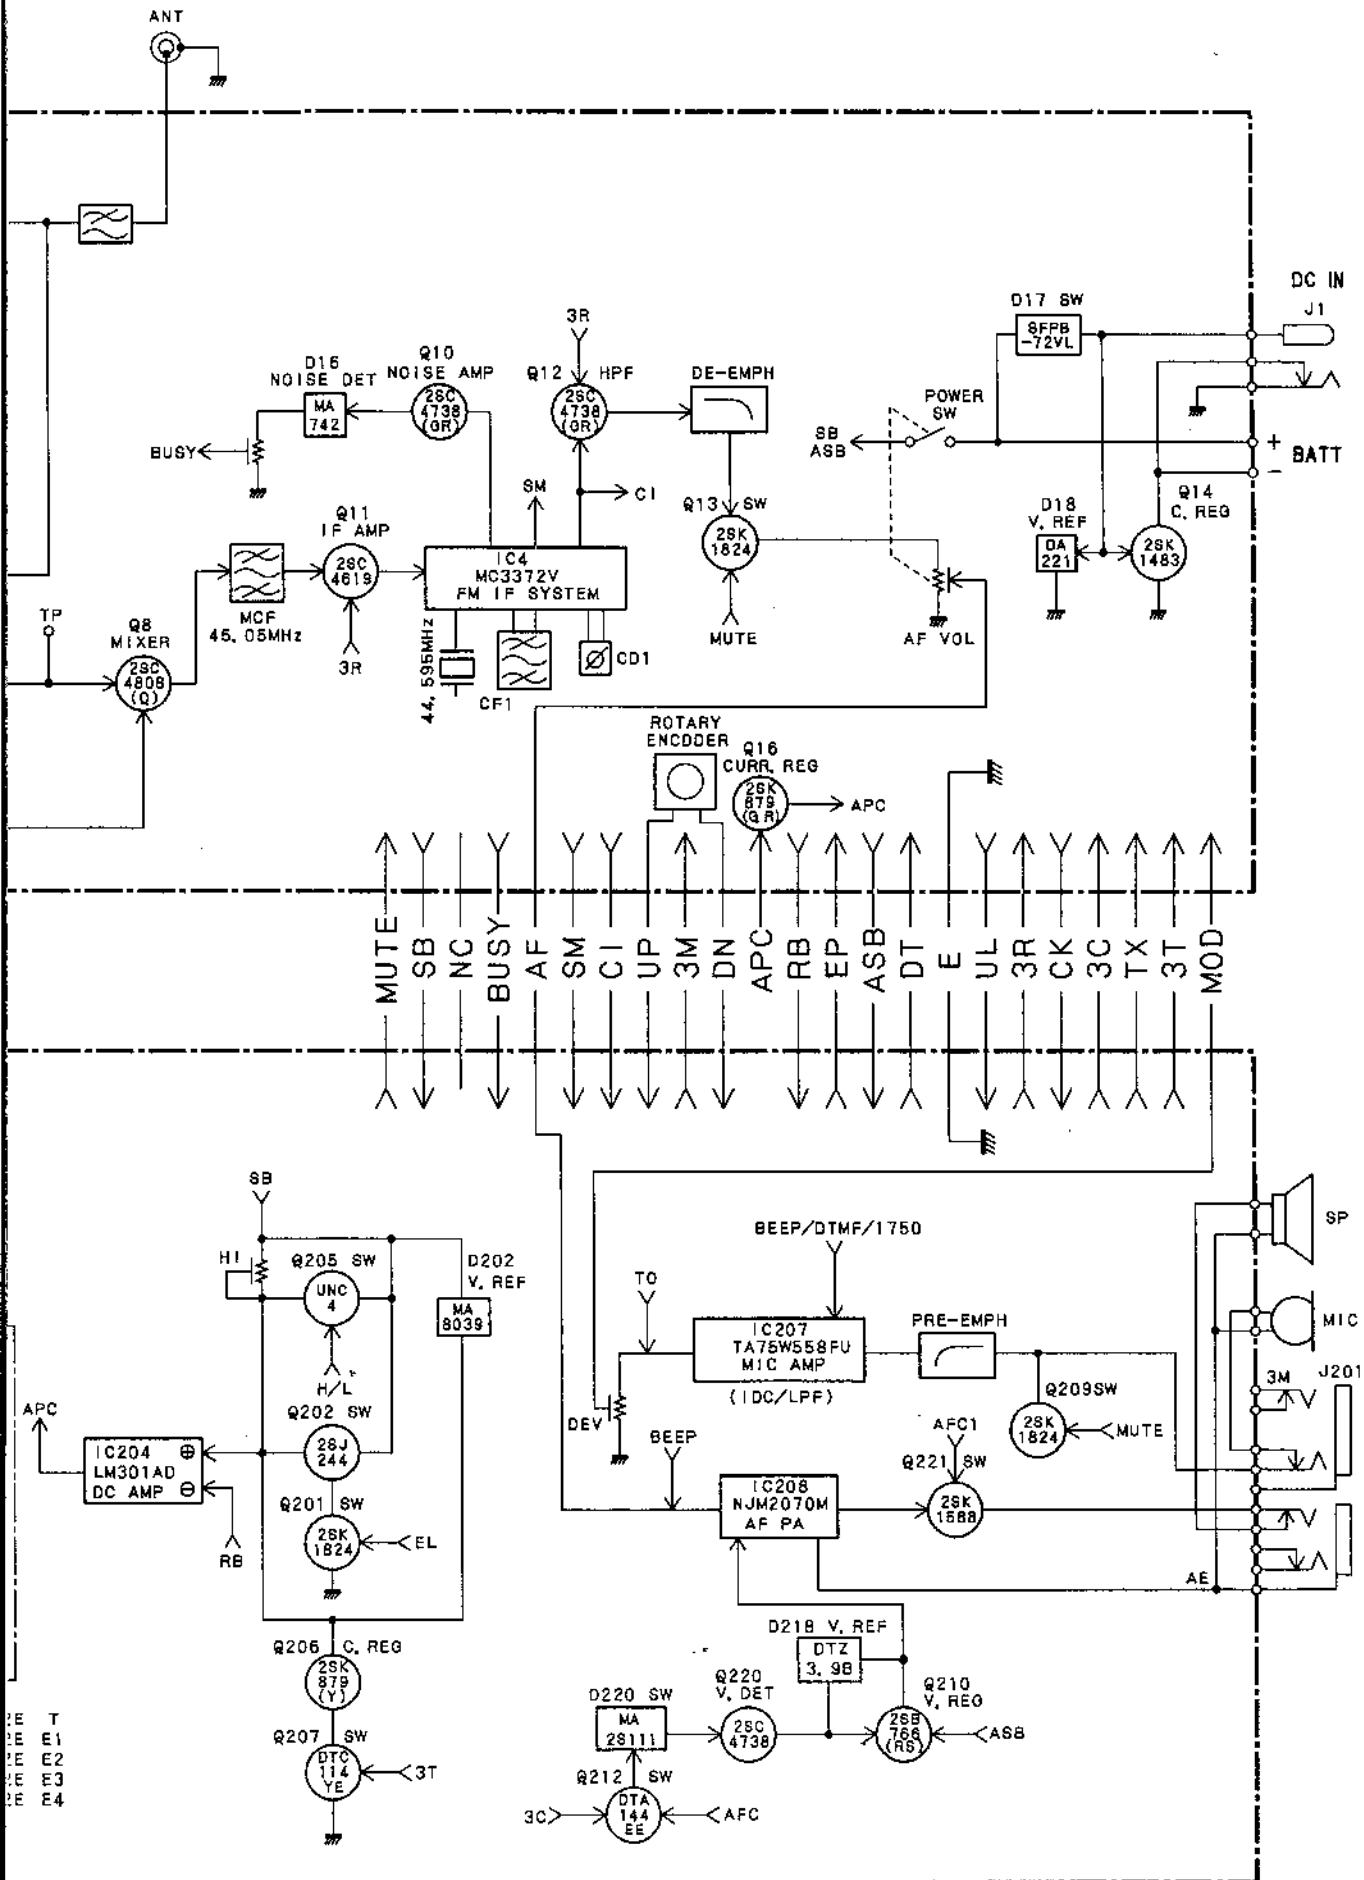 ANT
DC IN
J1
D17 SW
SFPB
-72VL
3R
D16
NOISE DET
MA
742
Q10
NOISE AMP
2SC
4738
(GR)
Q12 HPF
2SC
4738
(GR)
DE-EMPH
POWER
SW
SB
ASB
+
-
BATT
BUSY
SM
CI
Q13 SW
2SK
1824
D18
V. REF
DA
221
Q14
C. REG
2SK
1483
Q11
IF AMP
2SC
4619
IC4
MC3372V
FM IF SYSTEM
MCF
45.05MHz
3R
TP
Q8
MIXER
2SC
4808
(Q)
44.595MHz
CF1
CD1
MUTE
AF VOL
ROTARY
ENCODER
Q16
CURR. REG
2SK
879
(GR)
APC
MUTE
SB
NC
BUSY
AF
SM
CI
UP
3M
DN
APC
RB
EP
ASB
DT
E
UL
3R
CK
3C
TX
3T
MOD
SB
HI
Q205 SW
UNC
4
H/L
D202
V. REF
MA
8039
BEEP/DTMF/1750
TO
IC207
TA75W558FU
MIC AMP
(IDC/LPF)
PRE-EMPH
SP
MIC
J201
3M
DEV
Q209SW
2SK
1824
MUTE
APC
IC204
LM301AD
DC AMP
⊕
⊖
RB
Q202 SW
2SJ
244
Q201 SW
2SK
1824
EL
BEEP
IC208
NJM2070M
AF PA
AFC1
Q221 SW
2SK
1588
AE
Q206 C. REG
2SK
879
(Y)
Q207 SW
DTC
114
YE
3T
D218 V. REF
DTZ
3.9B
D220 SW
MA
2S111
Q220
V. DET
2SC
4738
Q210
V. REG
2SB
766
(RS)
ASB
Q212 SW
DTA
144
EE
3C
AFC
E T
E E1
E E2
E E3
E E4